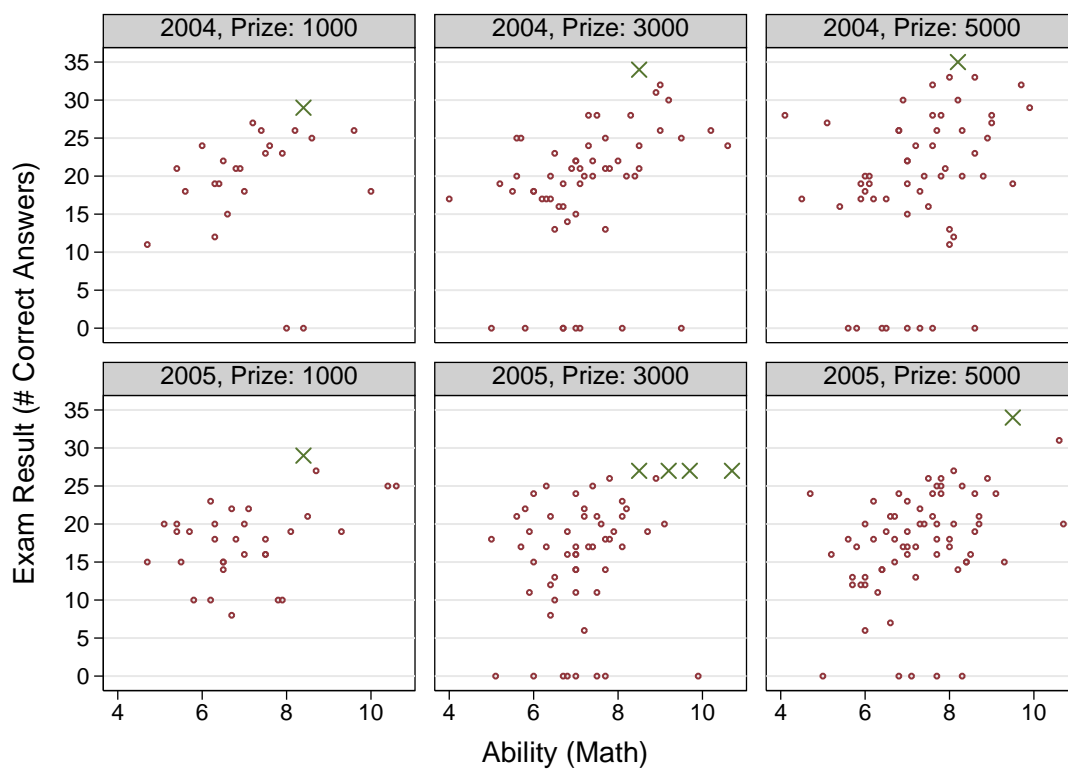 2004, Prize: 1000
2004, Prize: 3000
2004, Prize: 5000
35
30
25
20
15
10
5
0
2005, Prize: 1000
2005, Prize: 3000
2005, Prize: 5000
35
30
25
20
15
10
5
0
4 6 8 10
4 6 8 10
4 6 8 10
Exam Result (# Correct Answers)
Ability (Math)